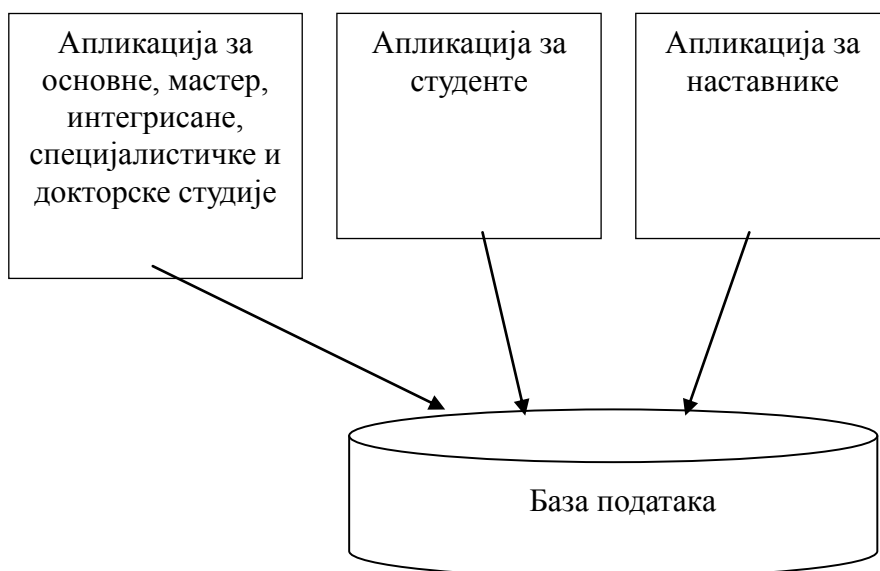 Апликација за
основне, мастер,
интегрисане,
специјалистичке и
докторске студије
Апликација за
студенте
Апликација за
наставнике
База података